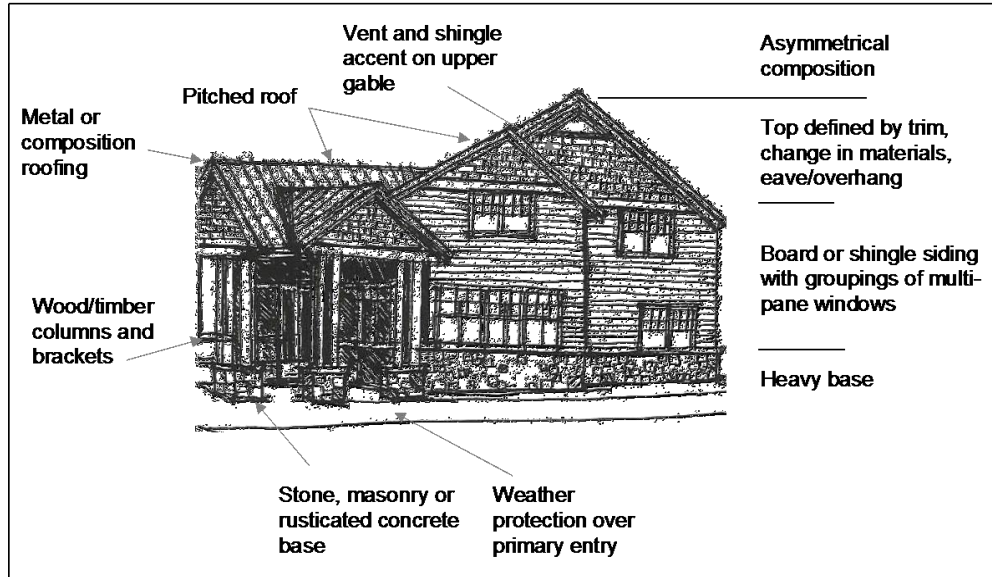 Vent and shingle
accent on upper
gable
Asymmetrical
composition
Pitched roof
Metal or
composition
roofing
Top defined by trim,
change in materials,
eave/overhang
Board or shingle siding
with groupings of multi-
pane windows
Wood/timber
columns and
brackets
Heavy base
Stone, masonry or
rusticated concrete
base
Weather
protection over
primary entry